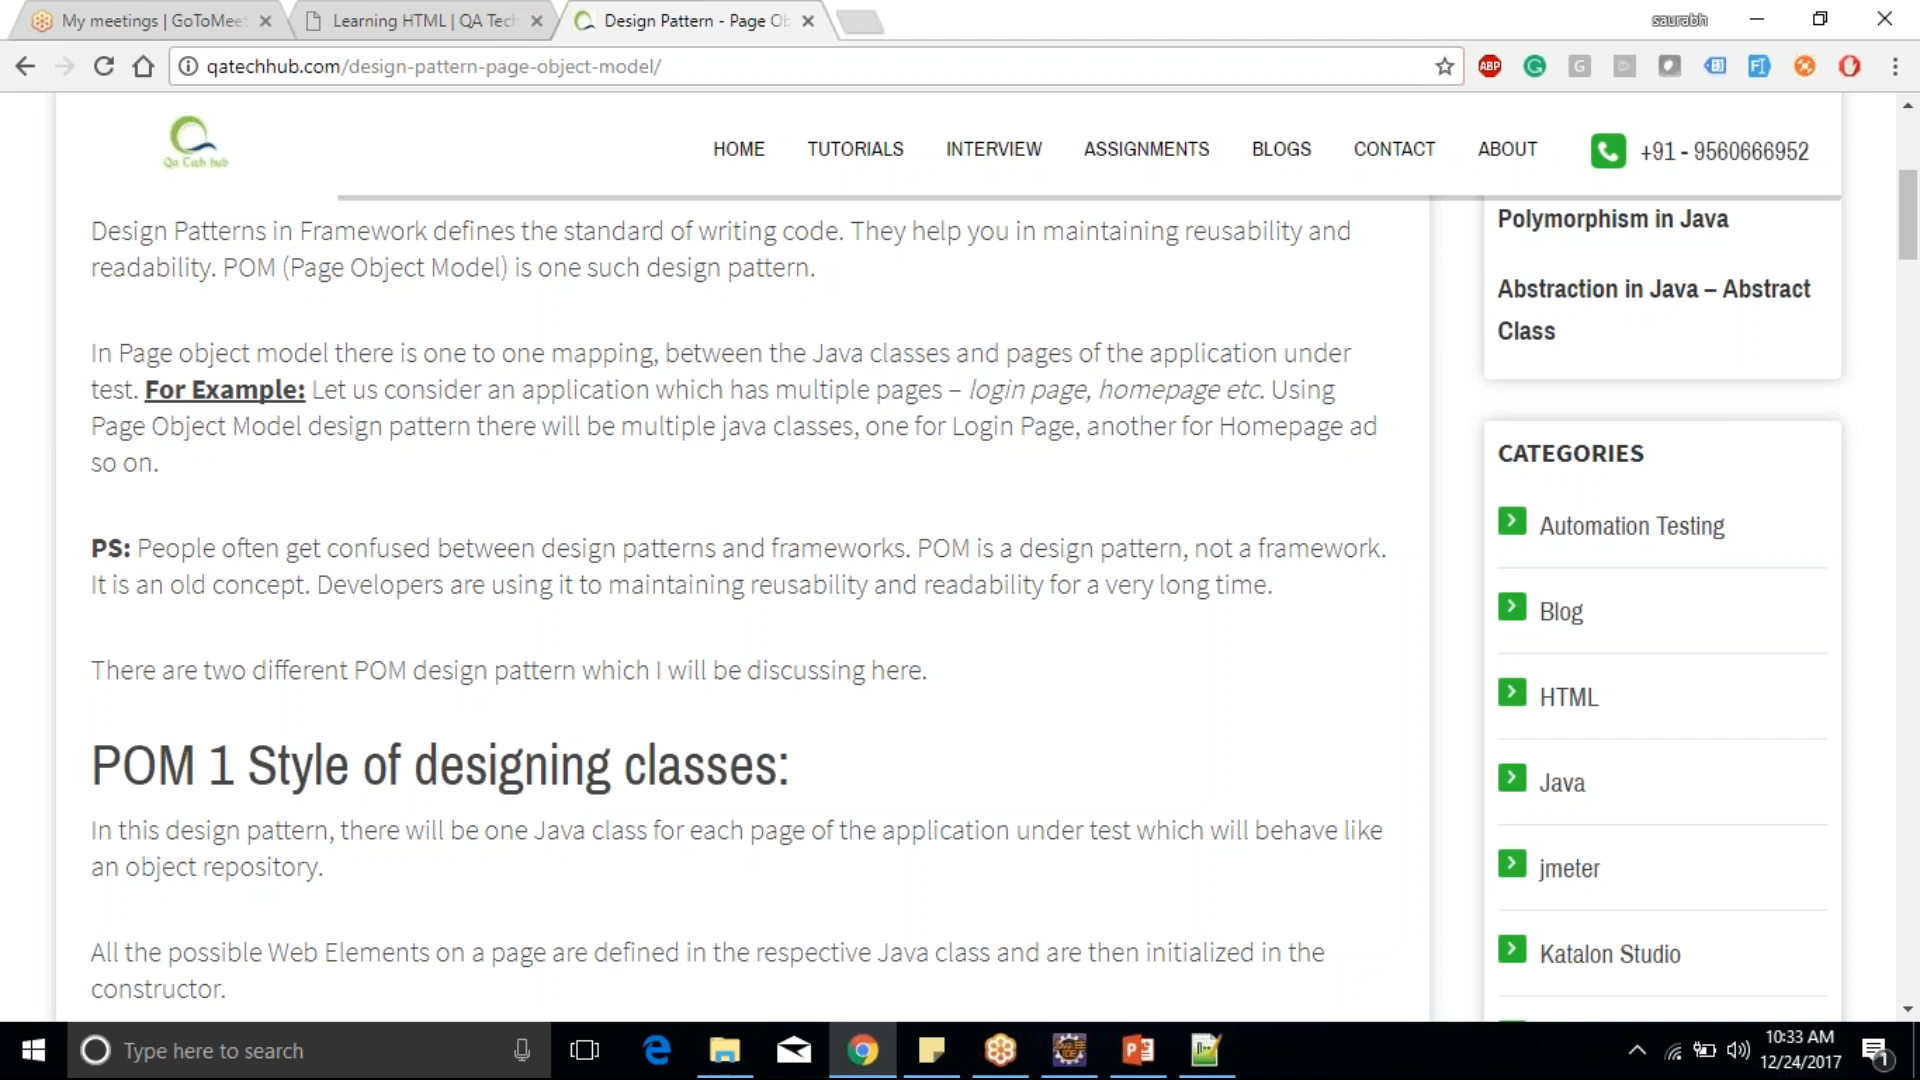 My meetings | GoToMeet
Learning HTML | QA Tech
Design Pattern - Page Ob
saurabh
qatechhub.com/design-pattern-page-object-model/
ABP
G
Qa Tech hub
HOME
TUTORIALS
INTERVIEW
ASSIGNMENTS
BLOGS
CONTACT
ABOUT
+91 - 9560666952
Design Patterns in Framework defines the standard of writing code. They help you in maintaining reusability and
readability. POM (Page Object Model) is one such design pattern.
In Page object model there is one to one mapping, between the Java classes and pages of the application under
test. For Example: Let us consider an application which has multiple pages – login page, homepage etc. Using
Page Object Model design pattern there will be multiple java classes, one for Login Page, another for Homepage ad
so on.
PS: People often get confused between design patterns and frameworks. POM is a design pattern, not a framework.
It is an old concept. Developers are using it to maintaining reusability and readability for a very long time.
There are two different POM design pattern which I will be discussing here.
POM 1 Style of designing classes:
In this design pattern, there will be one Java class for each page of the application under test which will behave like
an object repository.
All the possible Web Elements on a page are defined in the respective Java class and are then initialized in the
constructor.
Polymorphism in Java
Abstraction in Java – Abstract
Class
CATEGORIES
Automation Testing
Blog
HTML
Java
jmeter
Katalon Studio
Type here to search
10:33 AM
12/24/2017
1